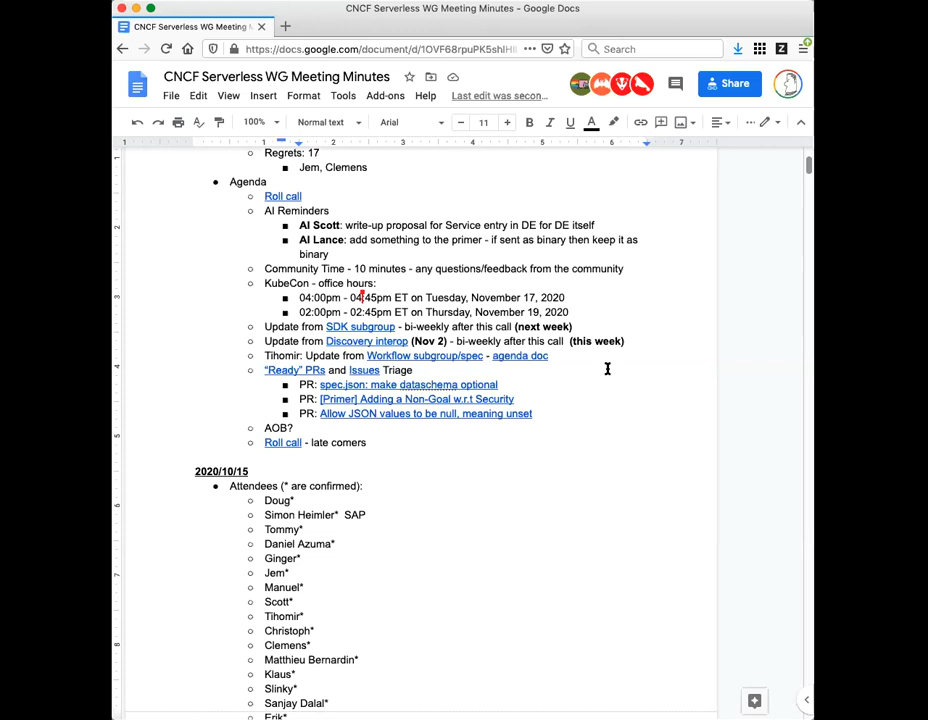 CNCF Serverless WG Meeting Minutes - Google Docs
CNCF Serverless WG Meeting M
https://docs.google.com/document/d/1OVF68rpuPK5shIH
Search
CNCF Serverless WG Meeting Minutes
File Edit View Insert Format Tools Add-ons Help Last edit was secon...
Share
100% Normal text Arial 11
1 1 2 3 4 5 6 7
Regrets: 17
Jem, Clemens
Agenda
Roll call
AI Reminders
AI Scott: write-up proposal for Service entry in DE for DE itself
AI Lance: add something to the primer - if sent as binary then keep it as
binary
Community Time - 10 minutes - any questions/feedback from the community
KubeCon - office hours:
04:00pm - 04:45pm ET on Tuesday, November 17, 2020
02:00pm - 02:45pm ET on Thursday, November 19, 2020
Update from SDK subgroup - bi-weekly after this call (next week)
Update from Discovery interop (Nov 2) - bi-weekly after this call (this week)
Tihomir: Update from Workflow subgroup/spec - agenda doc
“Ready” PRs and Issues Triage
PR: spec.json: make dataschema optional
PR: [Primer] Adding a Non-Goal w.r.t Security
PR: Allow JSON values to be null, meaning unset
AOB?
Roll call - late comers
2020/10/15
Attendees (* are confirmed):
Doug*
Simon Heimler* SAP
Tommy*
Daniel Azuma*
Ginger*
Jem*
Manuel*
Scott*
Tihomir*
Christoph*
Clemens*
Matthieu Bernardin*
Klaus*
Slinky*
Sanjay Dalal*
Erik*